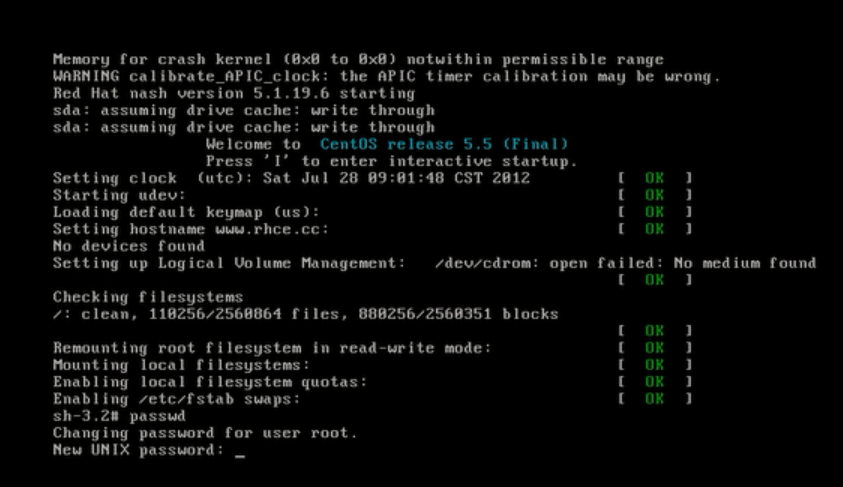 Memory for crash kernel (0x0 to 0x0) notwithin permissible range
WARNING calibrate_APIC_clock: the APIC timer calibration may be wrong.
Red Hat nash version 5.1.19.6 starting
sda: assuming drive cache: write through
sda: assuming drive cache: write through
Welcome to CentOS release 5.5 (Final)
Press 'I' to enter interactive startup.
Setting clock (utc): Sat Jul 28 09:01:48 CST 2012 [ OK ]
Starting udev: [ OK ]
Loading default keymap (us): [ OK ]
Setting hostname www.rhce.cc: [ OK ]
No devices found
Setting up Logical Volume Management: /dev/cdrom: open failed: No medium found
[ OK ]
Checking filesystems
/: clean, 110256/2560864 files, 880256/2560351 blocks
[ OK ]
Remounting root filesystem in read-write mode: [ OK ]
Mounting local filesystems: [ OK ]
Enabling local filesystem quotas: [ OK ]
Enabling /etc/fstab swaps: [ OK ]
sh-3.2# passwd
Changing password for user root.
New UNIX password: _